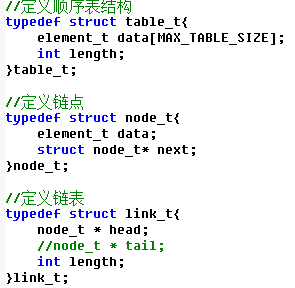 //定义顺序表结构
typedef struct table_t{
    element_t data[MAX_TABLE_SIZE];
    int length;
}table_t;

//定义链点
typedef struct node_t{
    element_t data;
    struct node_t* next;
}node_t;

//定义链表
typedef struct link_t{
    node_t * head;
    //node_t * tail;
    int length;
}link_t;